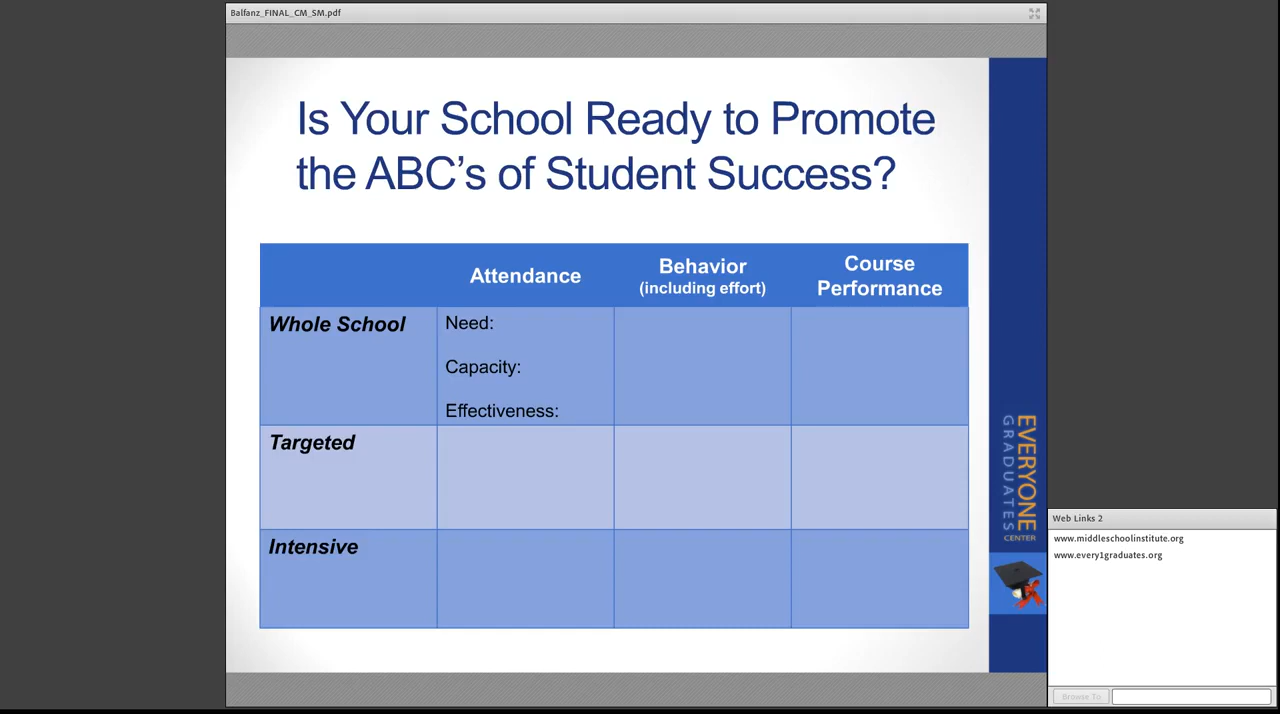 Balfanz_FINAL_CM_SM.pdf
Is Your School Ready to Promote
the ABC's of Student Success?
Attendance
Behavior
(including effort)
Course
Performance
Whole School
Need:
Capacity:
Effectiveness:
Targeted
Intensive
EVERYONE
GRADUATES
CENTER
Web Links 2
www.middleschoolinstitute.org
www.every1graduates.org
Browse To